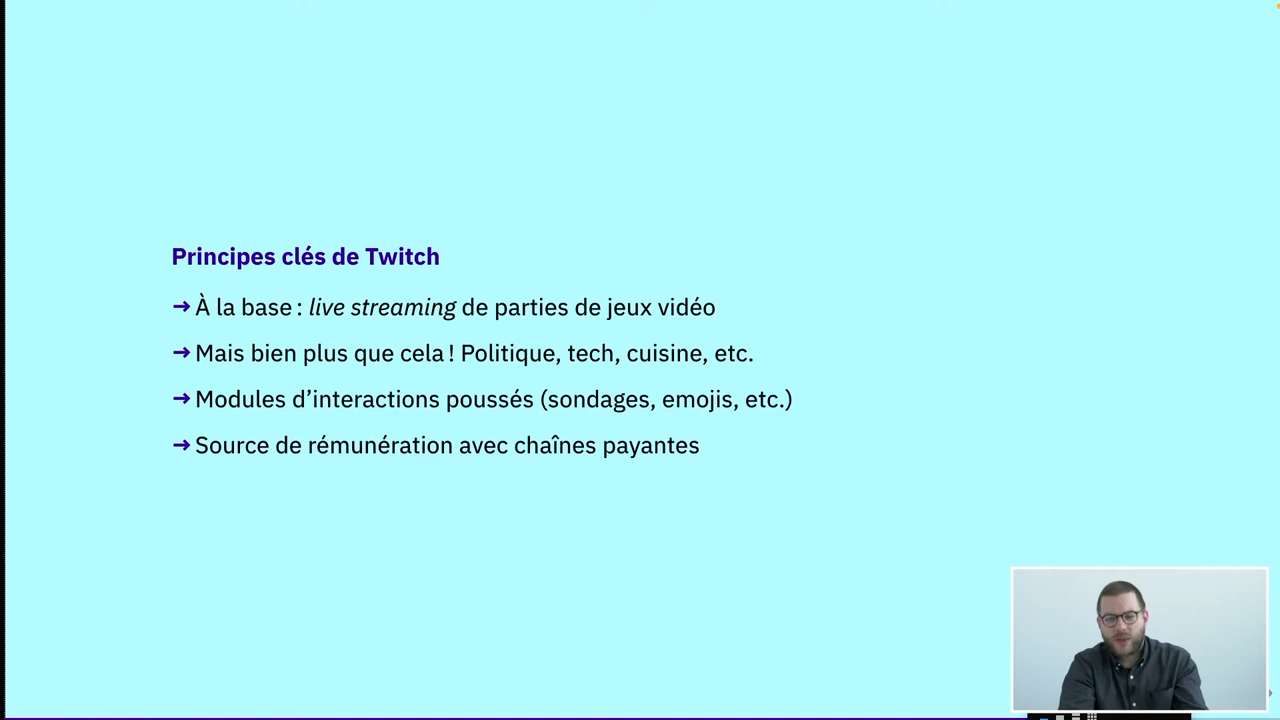 Principes clés de Twitch
→ À la base : live streaming de parties de jeux vidéo
→ Mais bien plus que cela ! Politique, tech, cuisine, etc.
→ Modules d’interactions poussés (sondages, emojis, etc.)
→ Source de rémunération avec chaînes payantes